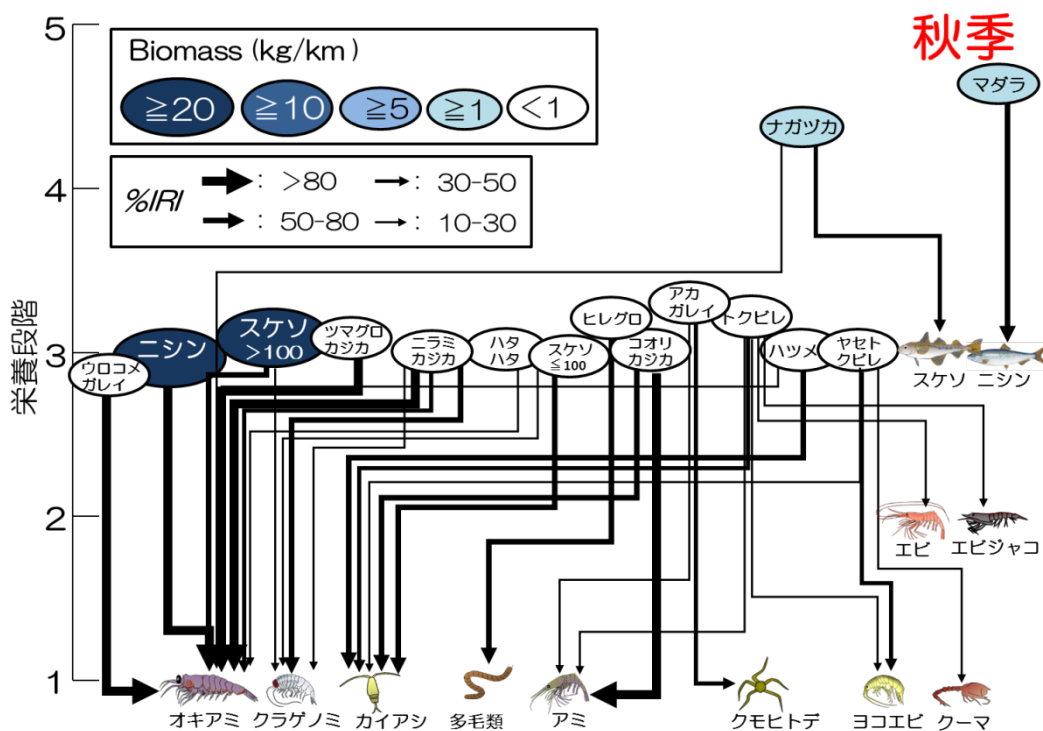 秋季
5
4
3
2
1
栄養段階
Biomass (kg/km )
≧20
≧10
≧5
≧1
<1
%IRI
: >80
: 30-50
: 50-80
: 10-30
マダラ
ナガヅカ
ウロコメ
ガレイ
ニシン
スケソ
>100
ツマグロ
カジカ
ニラミ
カジカ
ハタ
ハタ
スケソ
≦100
ヒレグロ
コオリ
カジカ
アカ
ガレイ
トクビレ
ハツメ
ヤセト
クビレ
スケソ
ニシン
エビ
エビジャコ
オキアミ
クラゲノミ
カイアシ
多毛類
アミ
クモヒトデ
ヨコエビ
クーマ